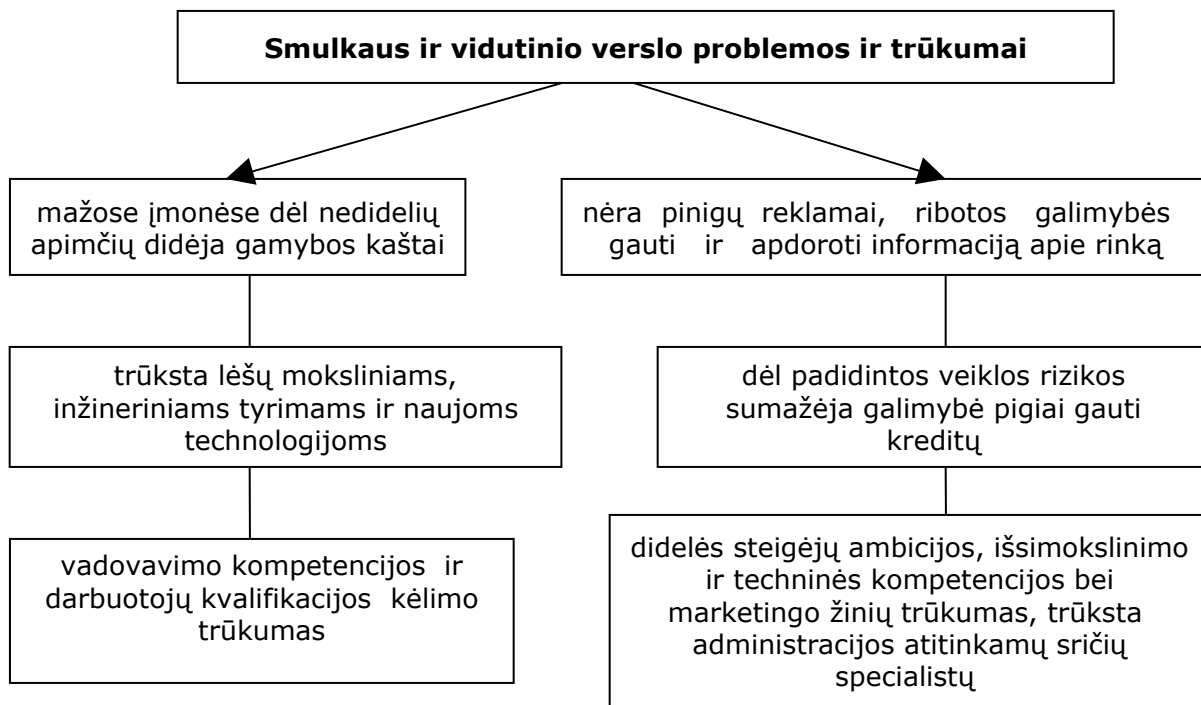 Smulkaus ir vidutinio verslo problemos ir trūkumai
mažose įmonėse dėl nedidelių
apimčių didėja gamybos kaštai
trūksta lėšų moksliniams,
inžineriniams tyrimams ir naujoms
technologijoms
vadovavimo kompetencijos ir
darbuotojų kvalifikacijos kėlimo
trūkumas
nėra pinigų reklamai, ribotos galimybės
gauti ir apdoroti informaciją apie rinką
dėl padidintos veiklos rizikos
sumažėja galimybė pigiai gauti
kreditų
didelės steigėjų ambicijos, išsimokslinimo
ir techninės kompetencijos bei
marketingo žinių trūkumas, trūksta
administracijos atitinkamų sričių
specialistų